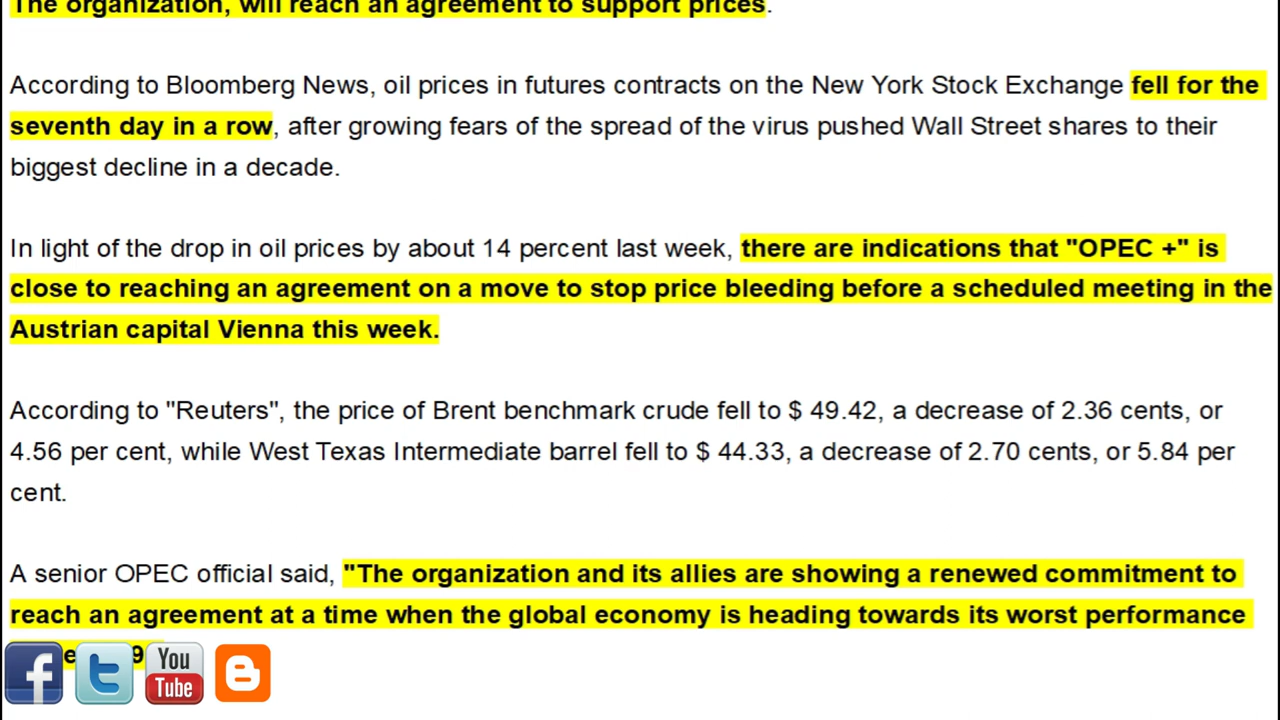 The organization, will reach an agreement to support prices.
According to Bloomberg News, oil prices in futures contracts on the New York Stock Exchange fell for the
seventh day in a row, after growing fears of the spread of the virus pushed Wall Street shares to their
biggest decline in a decade.
In light of the drop in oil prices by about 14 percent last week, there are indications that "OPEC +" is
close to reaching an agreement on a move to stop price bleeding before a scheduled meeting in the
Austrian capital Vienna this week.
According to "Reuters", the price of Brent benchmark crude fell to $ 49.42, a decrease of 2.36 cents, or
4.56 per cent, while West Texas Intermediate barrel fell to $ 44.33, a decrease of 2.70 cents, or 5.84 per
cent.
A senior OPEC official said, "The organization and its allies are showing a renewed commitment to
reach an agreement at a time when the global economy is heading towards its worst performance
f t You Tube B